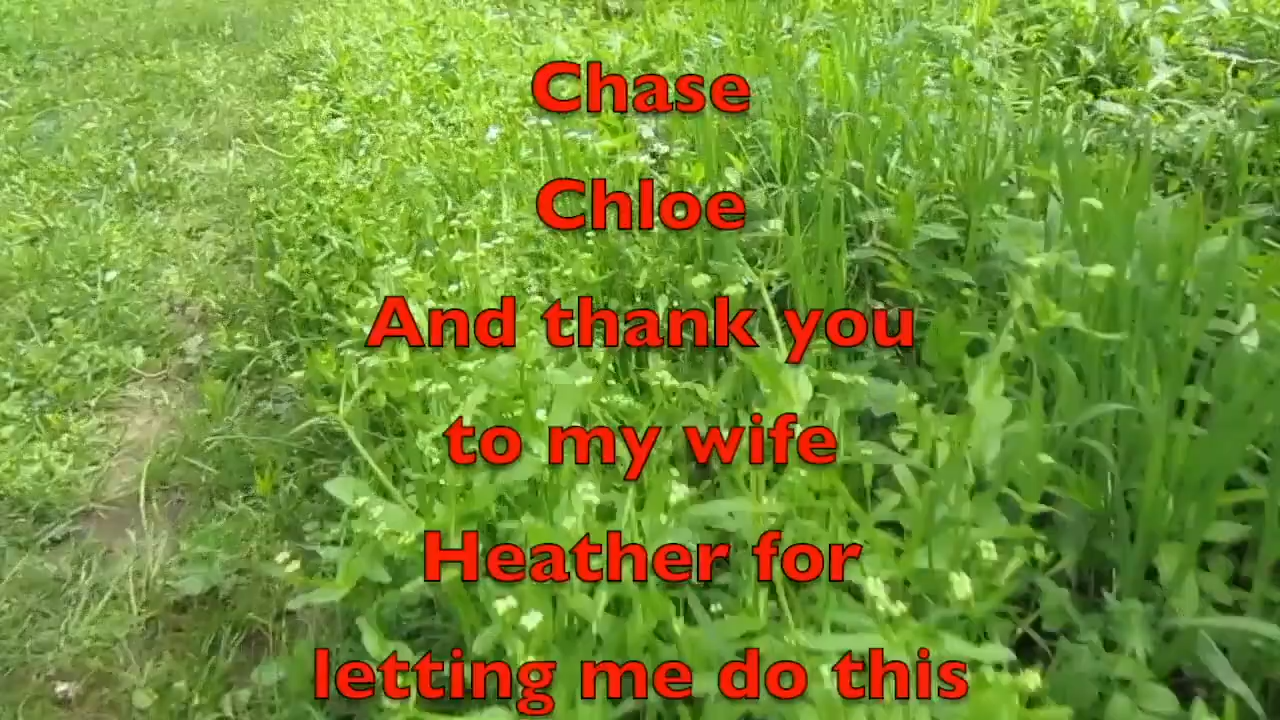 Chase
Chloe
And thank you
to my wife
Heather for
letting me do this